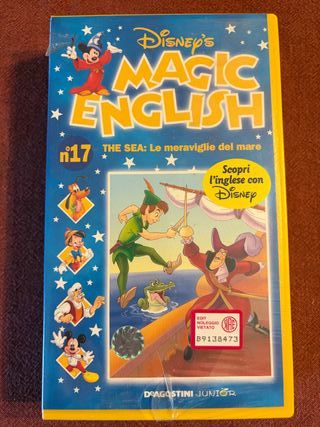 Disney's
MAGIC
ENGLISH
n°17
THE SEA: Le meraviglie del mare
Scopri
l'inglese con
Disney
EDIT
NOLEGGIO
VIETATO
B9138473
DEAGOSTINI JUNIOR